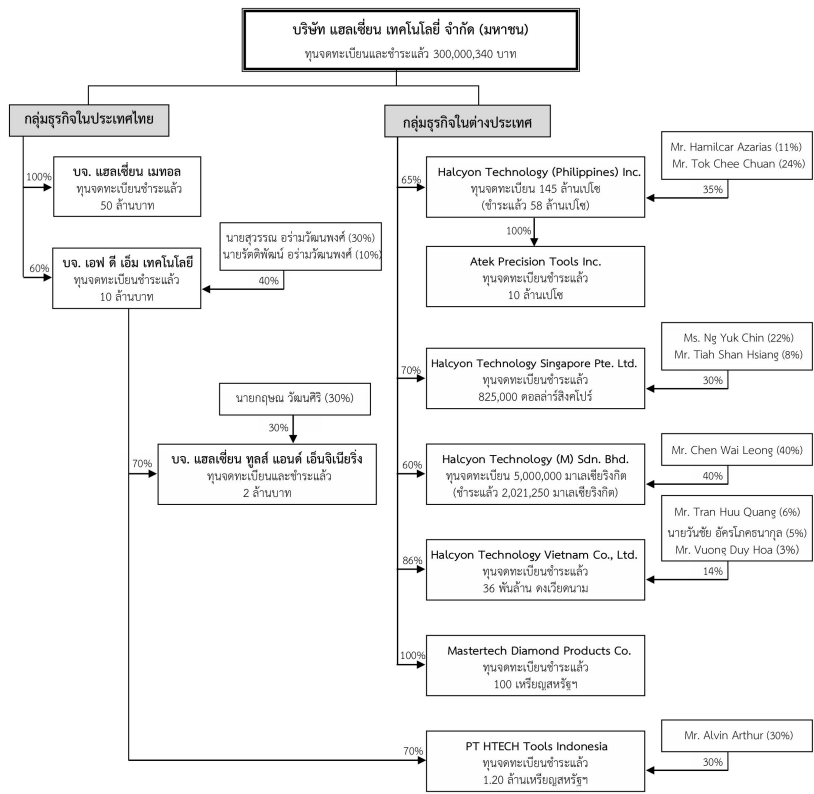 บริษัท แฮลเซี่ยน เทคโนโลยี่ จำกัด (มหาชน)
ทุนจดทะเบียนและชำระแล้ว 300,000,340 บาท
กลุ่มธุรกิจในประเทศไทย
100%
บจ. แฮลเซี่ยน เมทอล
ทุนจดทะเบียนชำระแล้ว
50 ล้านบาท
นายสุวรรณ อร่ามวัฒนพงศ์ (30%)
นายรัตติพัฒน์ อร่ามวัฒนพงศ์ (10%)
40%
60%
บจ. เอฟ ดี เอ็ม เทคโนโลยี
ทุนจดทะเบียนชำระแล้ว
10 ล้านบาท
นายกฤษณ วัฒนศิริ (30%)
30%
70%
บจ. แฮลเซี่ยน ทูลส์ แอนด์ เอ็นจิเนียริ่ง
ทุนจดทะเบียนและชำระแล้ว
2 ล้านบาท
กลุ่มธุรกิจในต่างประเทศ
Mr. Hamilcar Azarias (11%)
Mr. Tok Chee Chuan (24%)
35%
65%
Halcyon Technology (Philippines) Inc.
ทุนจดทะเบียน 145 ล้านเปโซ
(ชำระแล้ว 58 ล้านเปโซ)
100%
Atek Precision Tools Inc.
ทุนจดทะเบียนชำระแล้ว
10 ล้านเปโซ
Ms. Ng Yuk Chin (22%)
Mr. Tiah Shan Hsiang (8%)
30%
70%
Halcyon Technology Singapore Pte. Ltd.
ทุนจดทะเบียนชำระแล้ว
825,000 ดอลล่าร์สิงคโปร์
Mr. Chen Wai Leong (40%)
40%
60%
Halcyon Technology (M) Sdn. Bhd.
ทุนจดทะเบียน 5,000,000 มาเลเซียริงกิต
(ชำระแล้ว 2,021,250 มาเลเซียริงกิต)
Mr. Tran Huu Quang (6%)
นายวันชัย อัครโภคธนากุล (5%)
Mr. Vuong Duy Hoa (3%)
14%
86%
Halcyon Technology Vietnam Co., Ltd.
ทุนจดทะเบียนชำระแล้ว
36 พันล้าน ดงเวียดนาม
100%
Mastertech Diamond Products Co.
ทุนจดทะเบียนชำระแล้ว
100 เหรียญสหรัฐฯ
Mr. Alvin Arthur (30%)
30%
70%
PT HTECH Tools Indonesia
ทุนจดทะเบียนชำระแล้ว
1.20 ล้านเหรียญสหรัฐฯ